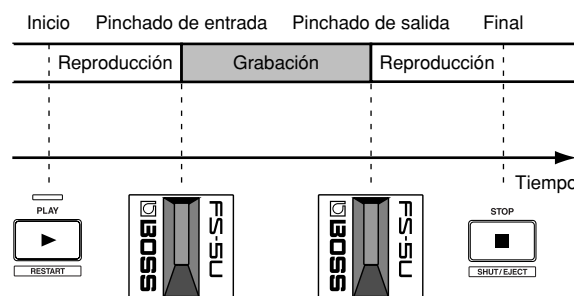 Inicio Pinchado de entrada Pinchado de salida Final
Reproducción Grabación Reproducción
Tiempo
PLAY
RESTART
BOSS
FS-5U
BOSS
FS-5U
STOP
SHUT/EJECT